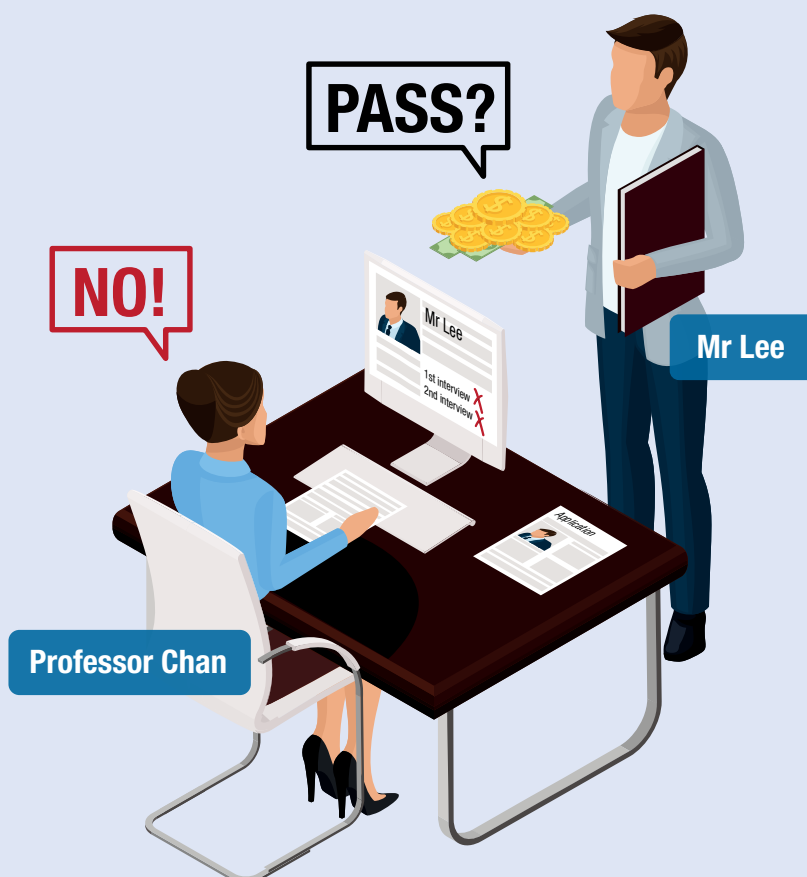 PASS?
NO!
Mr Lee
1st interview X
2nd interview X
Mr Lee
Application
Professor Chan